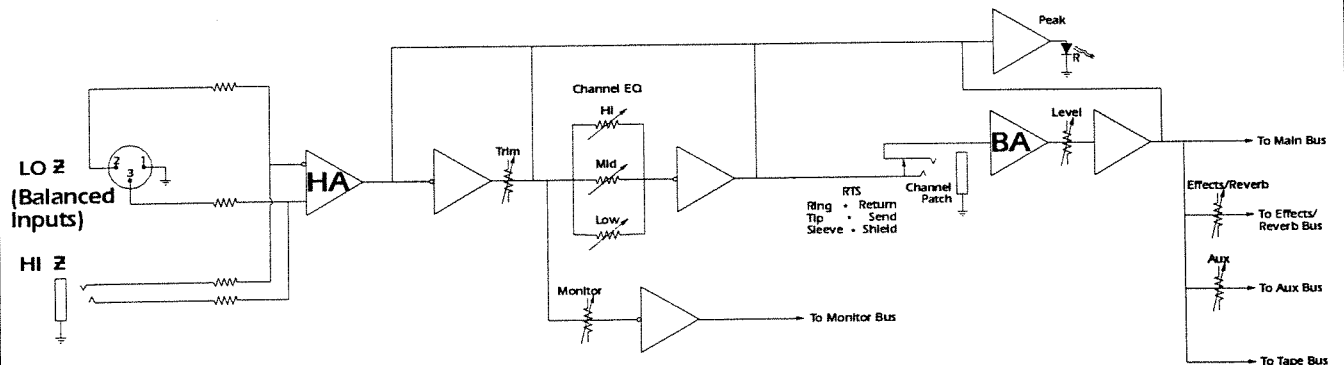 Peak
R
Channel EQ
Hi
Level
BA
To Main Bus
LO Z
(Balanced
Inputs)
2
1
3
HA
Trim
Mid
RTS
Ring • Return
Tip • Send
Sleeve • Shield
Channel
Patch
Effects/Reverb
To Effects/
Reverb Bus
Low
HI Z
Monitor
To Monitor Bus
Aux
To Aux Bus
To Tape Bus